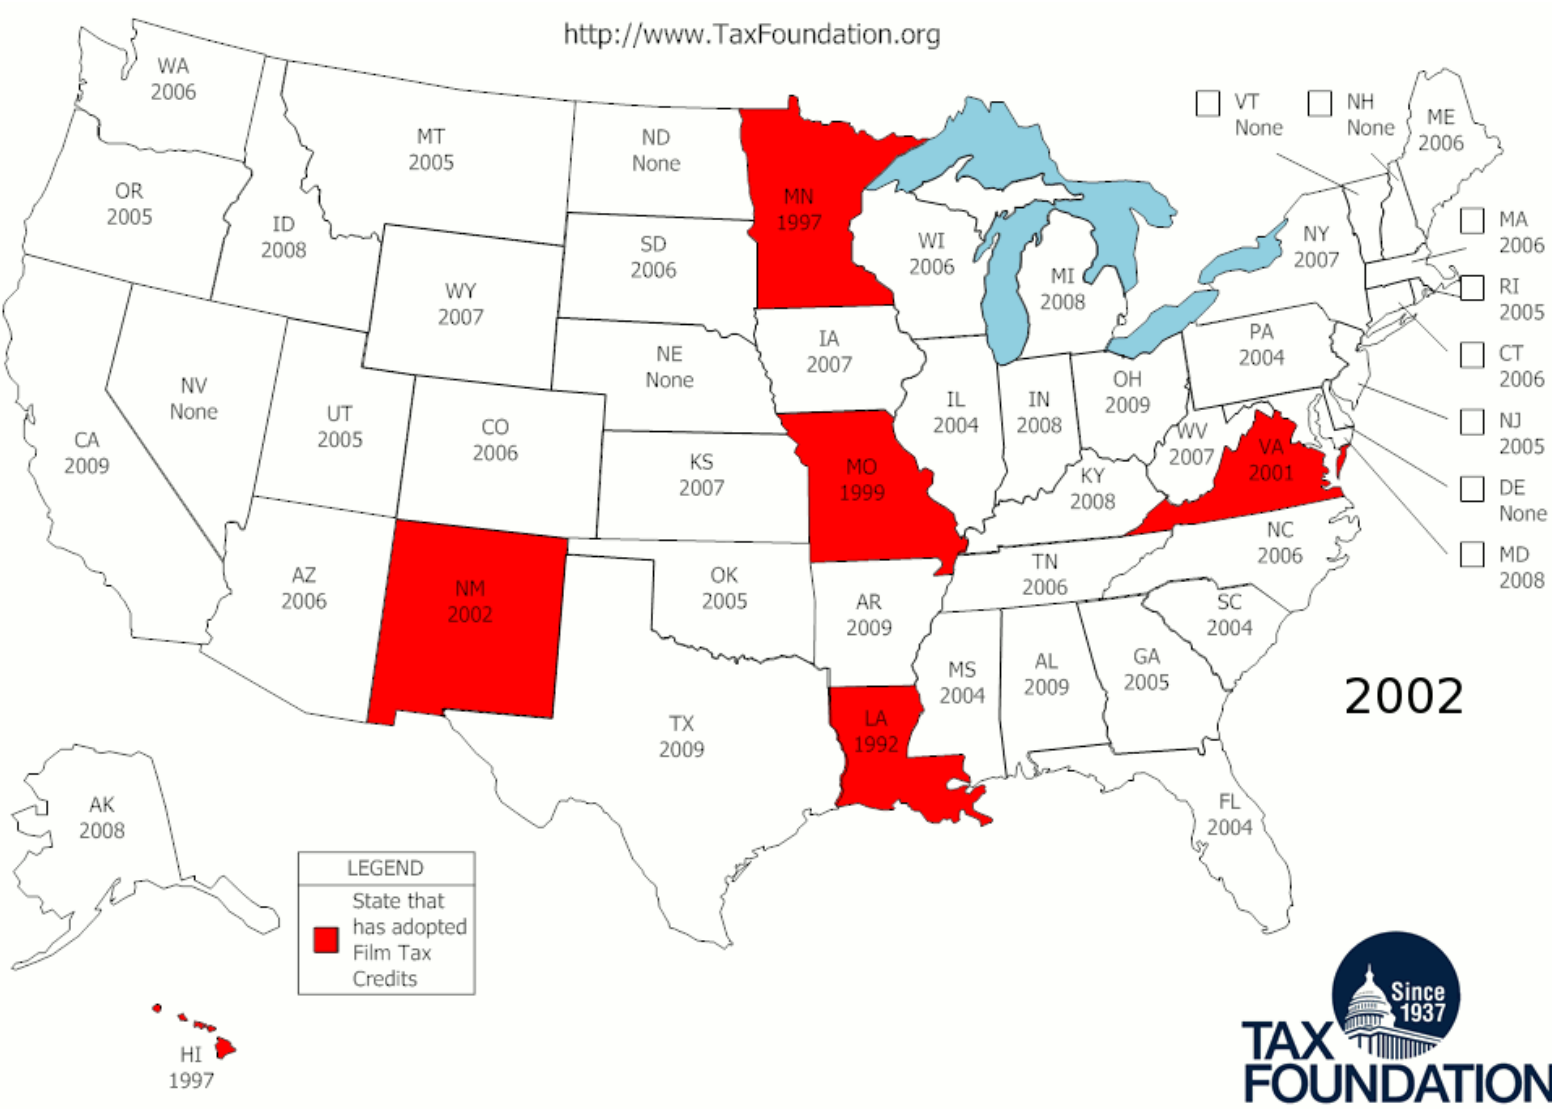 http://www.TaxFoundation.org
WA
2006
MT
2005
ND
None
MN
1997
VT
None
NH
None
ME
2006
OR
2005
ID
2008
SD
2006
WI
2006
MI
2008
NY
2007
MA
2006
WY
2007
RI
2005
NV
None
UT
2005
CO
2006
NE
None
IA
2007
IL
2004
IN
2008
OH
2009
PA
2004
CT
2006
CA
2009
KS
2007
MO
1999
KY
2008
WV
2007
VA
2001
NJ
2005
DE
None
MD
2008
AZ
2006
NM
2002
OK
2005
AR
2009
TN
2006
NC
2006
SC
2004
TX
2009
LA
1992
MS
2004
AL
2009
GA
2005
2002
FL
2004
AK
2008
HI
1997
LEGEND
State that
has adopted
Film Tax
Credits
Since
1937
TAX
FOUNDATION